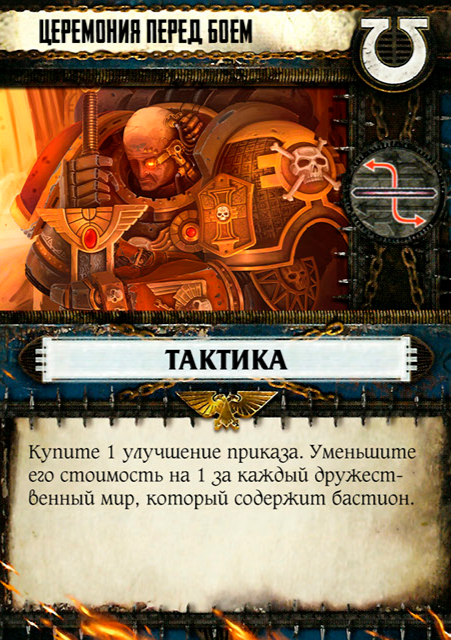 ЦЕРЕМОНИЯ ПЕРЕД БОЕМ
ТАКТИКА
Купите 1 улучшение приказа. Уменьшите
его стоимость на 1 за каждый дружест-
венный мир, который содержит бастион.